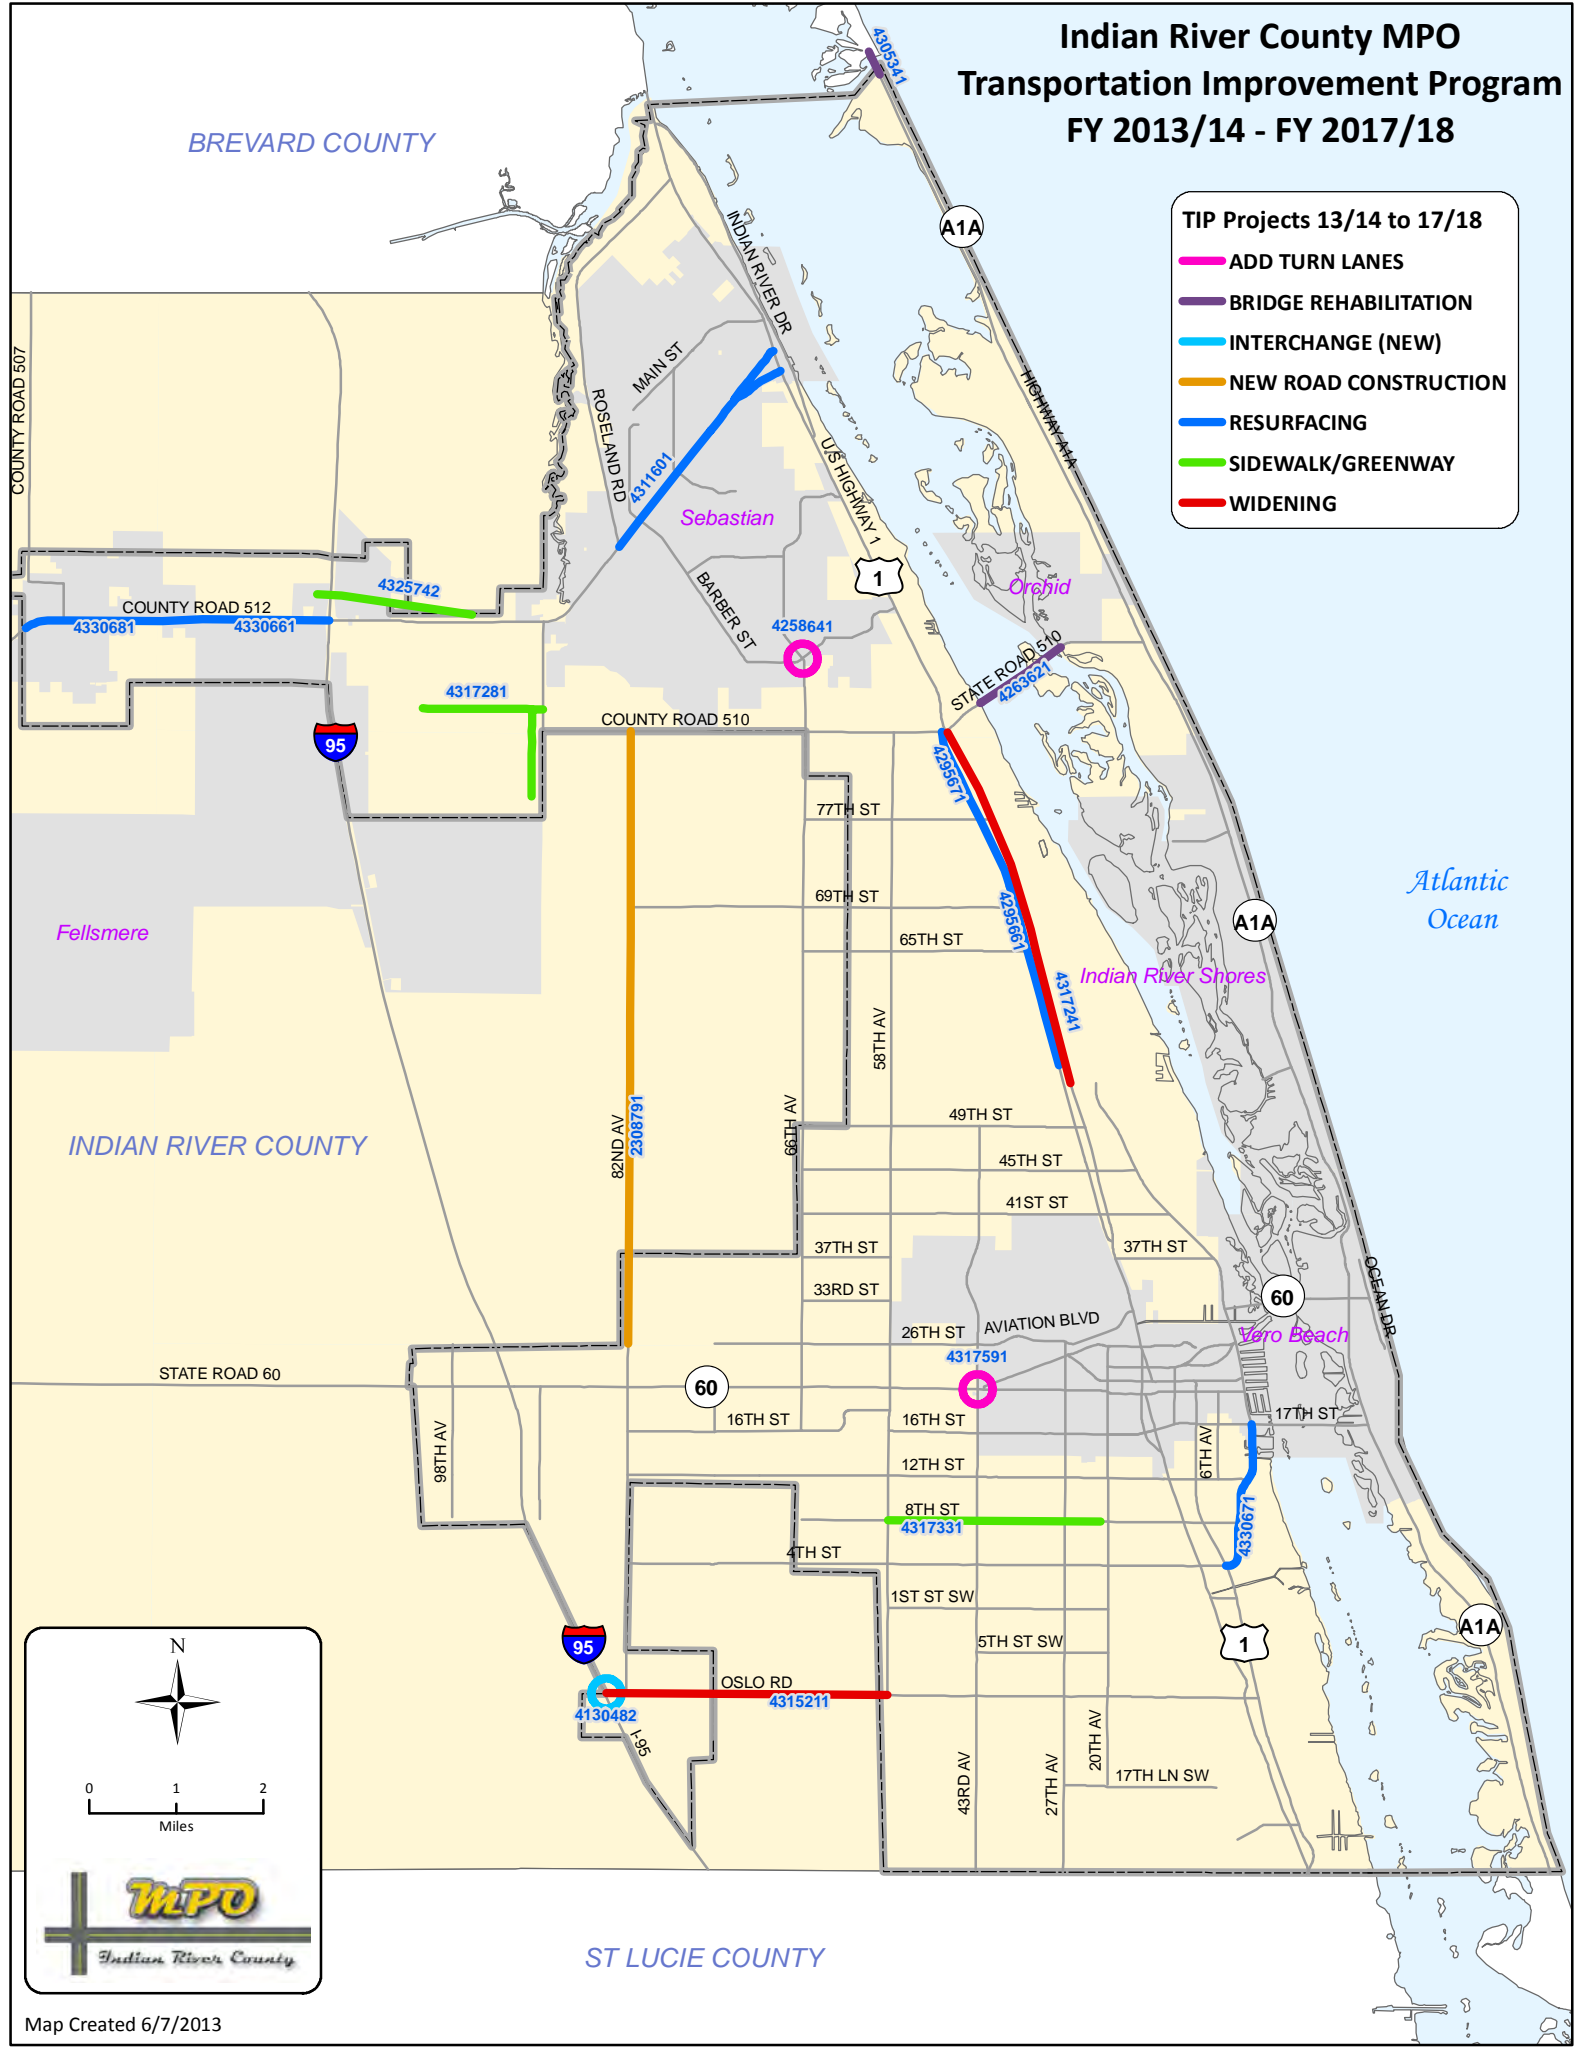 Indian River County MPO
Transportation Improvement Program
FY 2013/14 - FY 2017/18
4305341
BREVARD COUNTY
TIP Projects 13/14 to 17/18
ADD TURN LANES
BRIDGE REHABILITATION
INTERCHANGE (NEW)
NEW ROAD CONSTRUCTION
RESURFACING
SIDEWALK/GREENWAY
WIDENING
A1A
INDIAN RIVER DR
COUNTY ROAD 507
MAIN ST
ROSELAND RD
HIGHWAY A1A
4311601
U.S HIGHWAY 1
Sebastian
1
4325742
Orchid
COUNTY ROAD 512
4330681
4330661
BARBER ST
4258641
STATE ROAD 510
4263621
4317281
COUNTY ROAD 510
95
4295671
77TH ST
Atlantic
Ocean
69TH ST
4295661
A1A
Fellsmere
65TH ST
Indian River Shores
4317241
58TH AV
82ND AV
2308791
66TH AV
49TH ST
INDIAN RIVER COUNTY
45TH ST
41ST ST
37TH ST
37TH ST
33RD ST
60
OCEAN DR
AVIATION BLVD
26TH ST
Vero Beach
4317591
STATE ROAD 60
60
16TH ST
16TH ST
17TH ST
98TH AV
6TH AV
12TH ST
8TH ST
4317331
4330671
4TH ST
1ST ST SW
A1A
5TH ST SW
1
95
OSLO RD
4315211
4130482
I-95
43RD AV
27TH AV
20TH AV
17TH LN SW
N
0 1 2
Miles
MPO
Indian River County
ST LUCIE COUNTY
Map Created 6/7/2013